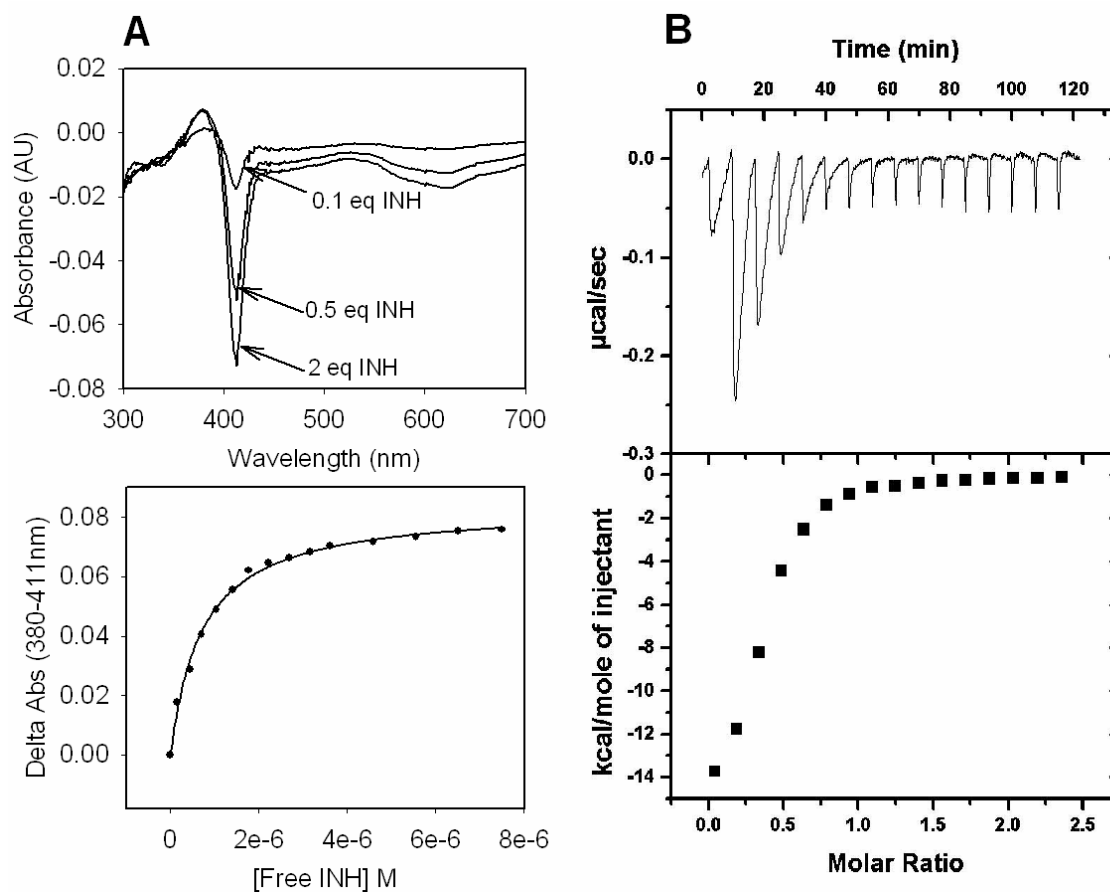 A
0.02
0.00
-0.02
-0.04
-0.06
-0.08
Absorbance (AU)
0.1 eq INH
0.5 eq INH
2 eq INH
300 400 500 600 700
Wavelength (nm)
0.08
0.06
0.04
0.02
0.00
Delta Abs (380-411nm)
0 2e-6 4e-6 6e-6 8e-6
[Free INH] M
B
Time (min)
0 20 40 60 80 100 120
0.0
-0.1
-0.2
-0.3
µcal/sec
0
-2
-4
-6
-8
-10
-12
-14
kcal/mole of injectant
0.0 0.5 1.0 1.5 2.0 2.5
Molar Ratio